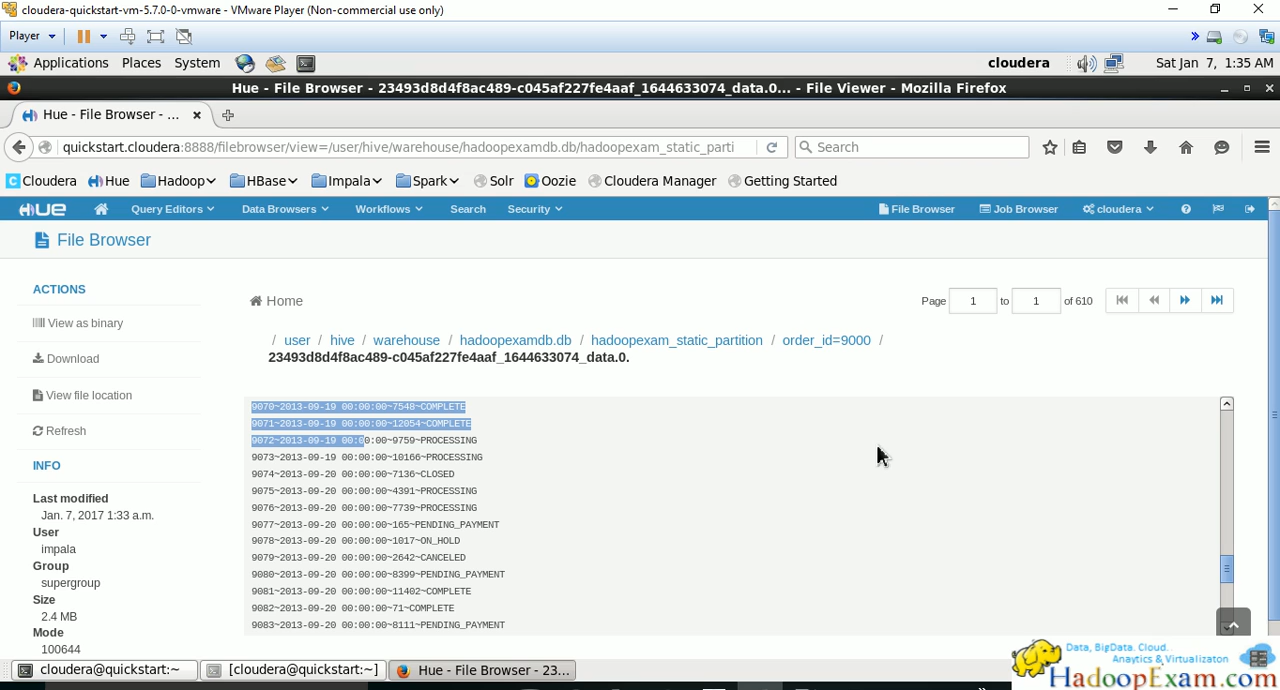 cloudera-quickstart-vm-5.7.0-0-vmware - VMware Player (Non-commercial use only)
Player
Applications Places System cloudera Sat Jan 7, 1:35 AM
Hue - File Browser - 23493d8d4f8ac489-c045af227fe4aaf_1644633074_data.0... - File Viewer - Mozilla Firefox
Hue - File Browser - ...
quickstart.cloudera:8888/filebrowser/view=/user/hive/warehouse/hadoopexamdb.db/hadoopexam_static_parti Search
Cloudera Hue Hadoop HBase Impala Spark Solr Oozie Cloudera Manager Getting Started
HUE Query Editors Data Browsers Workflows Search Security File Browser Job Browser cloudera
File Browser
ACTIONS
View as binary
Download
View file location
Refresh
INFO
Last modified
Jan. 7, 2017 1:33 a.m.
User
impala
Group
supergroup
Size
2.4 MB
Mode
100644
Home Page 1 to 1 of 610
/ user / hive / warehouse / hadoopexamdb.db / hadoopexam_static_partition / order_id=9000 /
23493d8d4f8ac489-c045af227fe4aaf_1644633074_data.0.
9070~2013-09-19 00:00:00~7548~COMPLETE
9071~2013-09-19 00:00:00~12054~COMPLETE
9072~2013-09-19 00:00:00~9759~PROCESSING
9073~2013-09-19 00:00:00~10166~PROCESSING
9074~2013-09-20 00:00:00~7136~CLOSED
9075~2013-09-20 00:00:00~4391~PROCESSING
9076~2013-09-20 00:00:00~7739~PROCESSING
9077~2013-09-20 00:00:00~165~PENDING_PAYMENT
9078~2013-09-20 00:00:00~1017~ON_HOLD
9079~2013-09-20 00:00:00~2642~CANCELED
9080~2013-09-20 00:00:00~8399~PENDING_PAYMENT
9081~2013-09-20 00:00:00~11402~COMPLETE
9082~2013-09-20 00:00:00~71~COMPLETE
9083~2013-09-20 00:00:00~8111~PENDING_PAYMENT
cloudera@quickstart:~ [cloudera@quickstart:~] Hue - File Browser - 23...
Data, BigData. Cloud..
Anaytics & Virtualizaton
HadoopExam.com